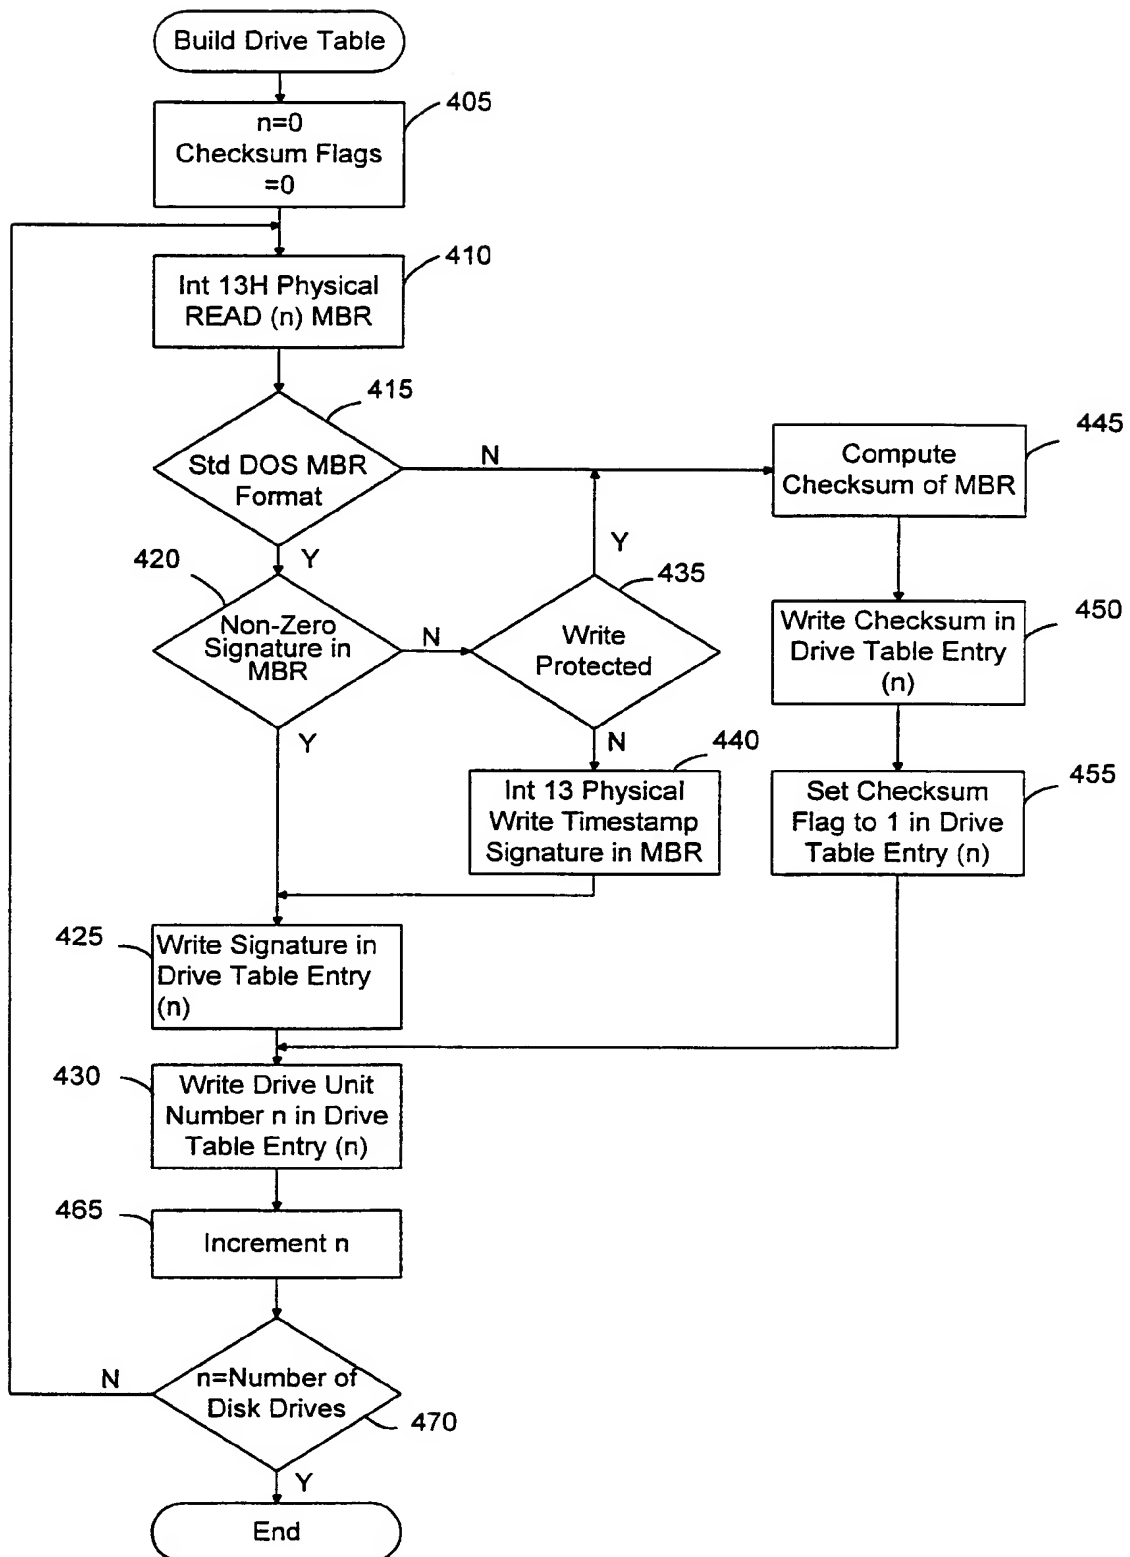 Build Drive Table
405
n=0
Checksum Flags
=0
410
Int 13H Physical
READ (n) MBR
415
Std DOS MBR
Format
N
Y
445
Compute
Checksum of MBR
420
Non-Zero
Signature in
MBR
N
Y
435
Write
Protected
Y
N
450
Write Checksum in
Drive Table Entry
(n)
440
Int 13 Physical
Write Timestamp
Signature in MBR
455
Set Checksum
Flag to 1 in Drive
Table Entry (n)
425
Write Signature in
Drive Table Entry
(n)
430
Write Drive Unit
Number n in Drive
Table Entry (n)
465
Increment n
N
n=Number of
Disk Drives
470
Y
End